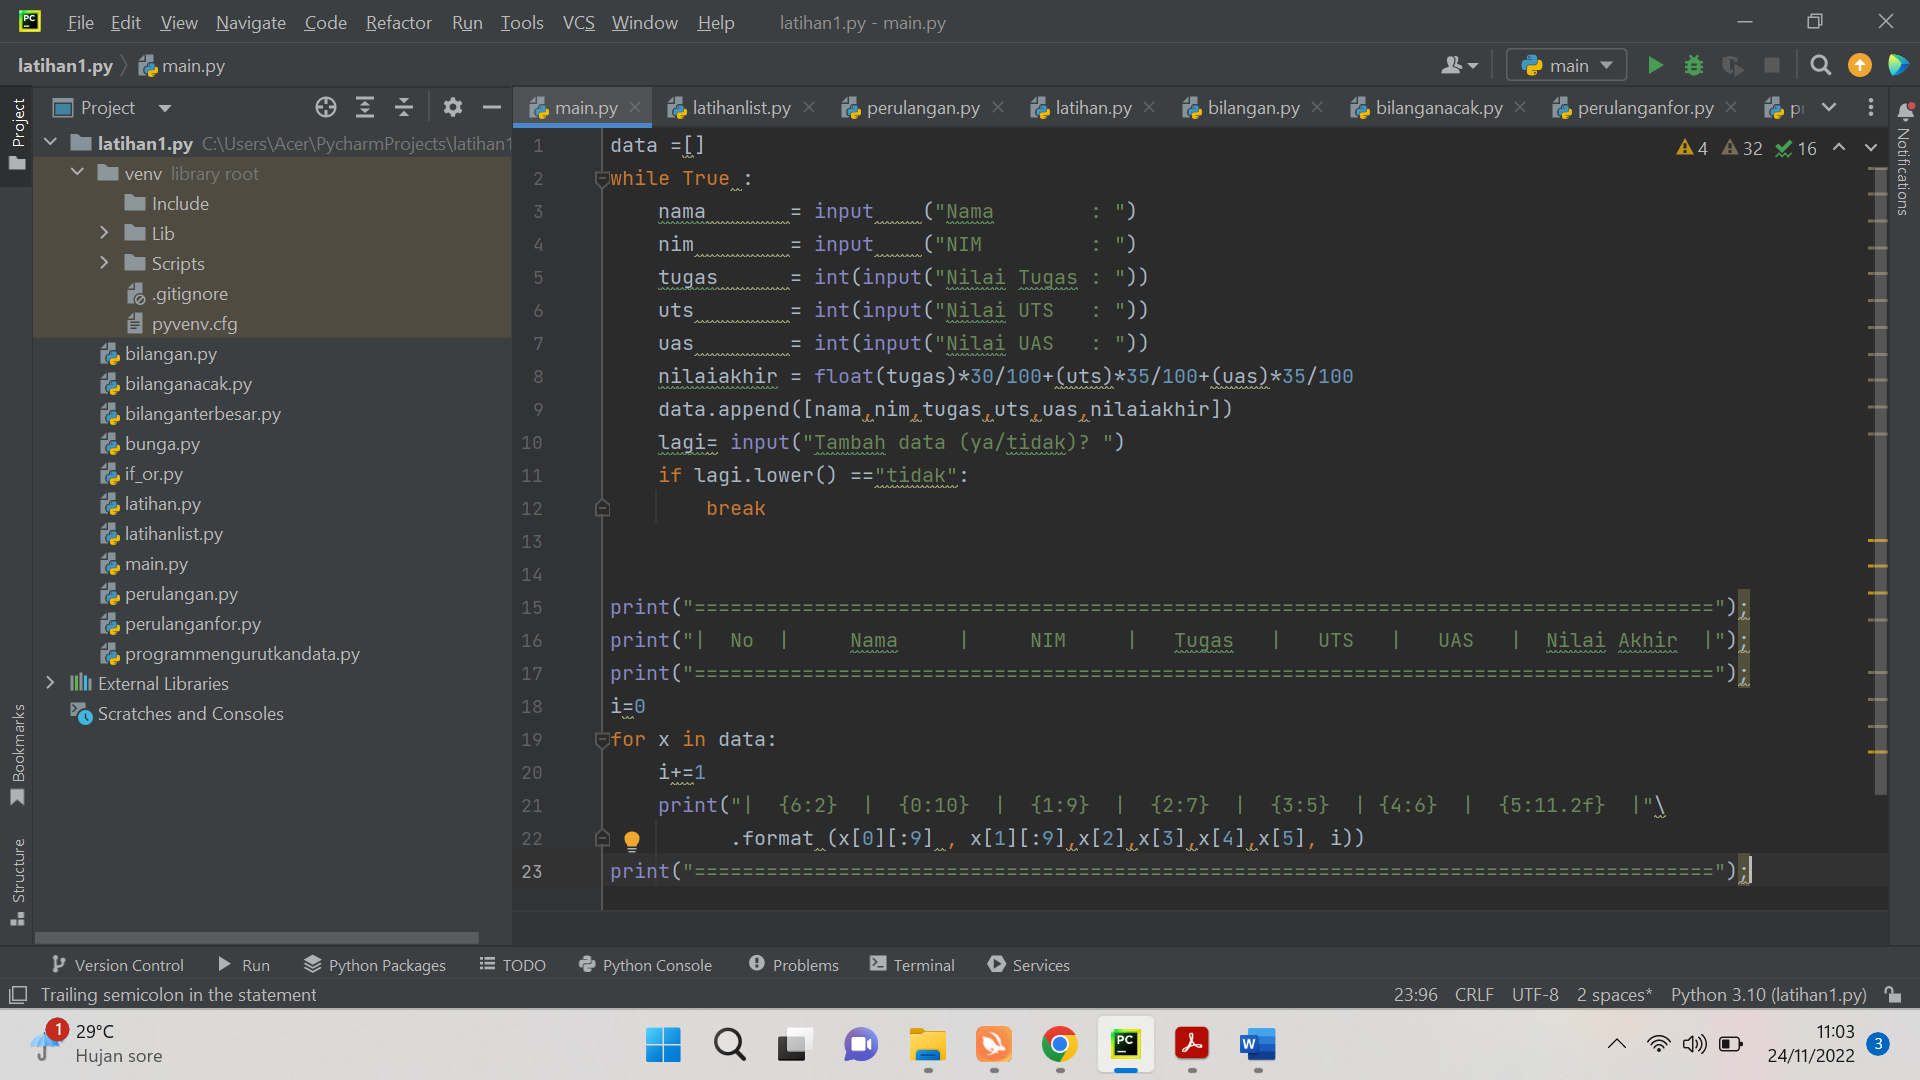 File Edit View Navigate Code Refactor Run Tools VCS Window Help latihan1.py - main.py
latihan1.py main.py main
Project main.py latihanlist.py perulangan.py latihan.py bilangan.py bilanganacak.py perulanganfor.py
Project
Notifications
Bookmarks
Structure
latihan1.py C:\Users\Acer\PycharmProjects\latihan1
venv library root
Include
Lib
Scripts
.gitignore
pyvenv.cfg
bilangan.py
bilanganacak.py
bilanganterbesar.py
bunga.py
if_or.py
latihan.py
latihanlist.py
main.py
perulangan.py
perulanganfor.py
programmengurutkandata.py
External Libraries
Scratches and Consoles
4 32 16
1 data =[]
2 while True :
3     nama       = input    ("Nama        : ")
4     nim        = input    ("NIM         : ")
5     tugas      = int(input("Nilai Tugas : "))
6     uts        = int(input("Nilai UTS   : "))
7     uas        = int(input("Nilai UAS   : "))
8     nilaiakhir = float(tugas)*30/100+(uts)*35/100+(uas)*35/100
9     data.append([nama,nim,tugas,uts,uas,nilaiakhir])
10     lagi= input("Tambah data (ya/tidak)? ")
11     if lagi.lower() =="tidak":
12         break
13
14
15 print("=====================================================================================");
16 print("|  No  |     Nama     |     NIM     |   Tugas   |   UTS   |   UAS   |  Nilai Akhir  |");
17 print("=====================================================================================");
18 i=0
19 for x in data:
20     i+=1
21     print("|  {6:2}  |  {0:10}  |  {1:9}  |  {2:7}  |  {3:5}  | {4:6}  |  {5:11.2f}  |"\
22           .format (x[0][:9] , x[1][:9],x[2],x[3],x[4],x[5], i))
23 print("=====================================================================================");
Version Control Run Python Packages TODO Python Console Problems Terminal Services
Trailing semicolon in the statement 23:96 CRLF UTF-8 2 spaces* Python 3.10 (latihan1.py)
1 29°C
Hujan sore
11:03
24/11/2022 3